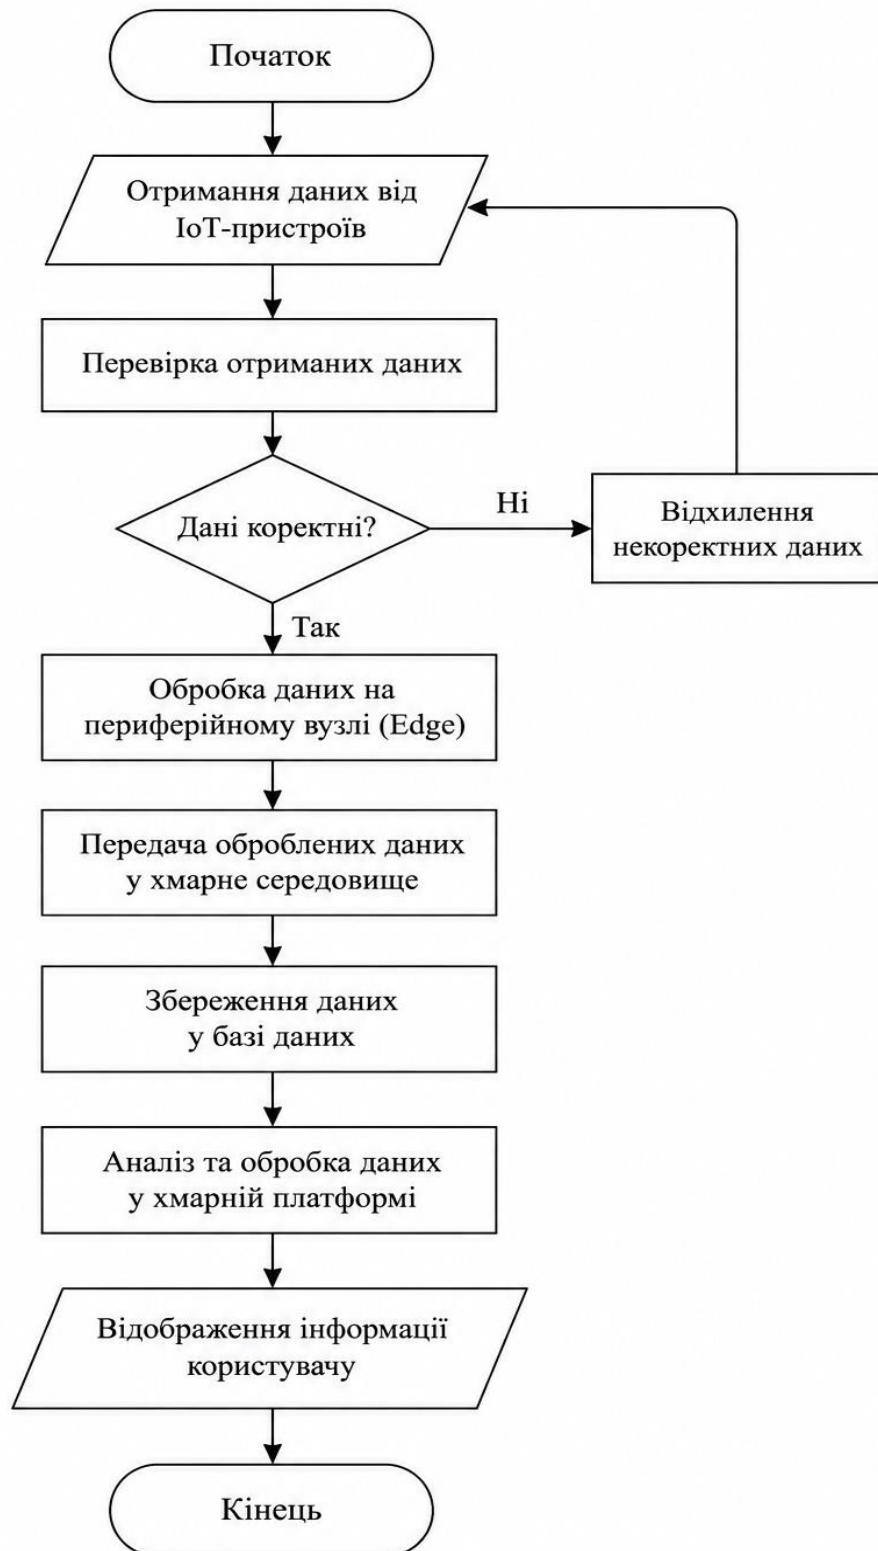 Початок
Отримання даних від
IoT-пристроїв
Перевірка отриманих даних
Дані коректні?
Ні
Відхилення
некоректних даних
Так
Обробка даних на
периферійному вузлі (Edge)
Передача оброблених даних
у хмарне середовище
Збереження даних
у базі даних
Аналіз та обробка даних
у хмарній платформі
Відображення інформації
користувачу
Кінець